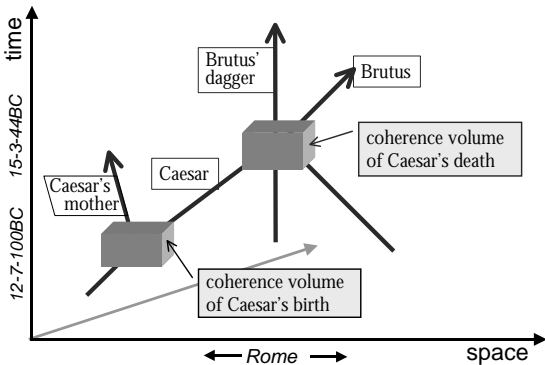 time
15-3-44BC
12-7-100BC
Brutus’
dagger
Brutus
coherence volume
of Caesar's death
Caesar
Caesar's
mother
coherence volume
of Caesar's birth
Rome
space